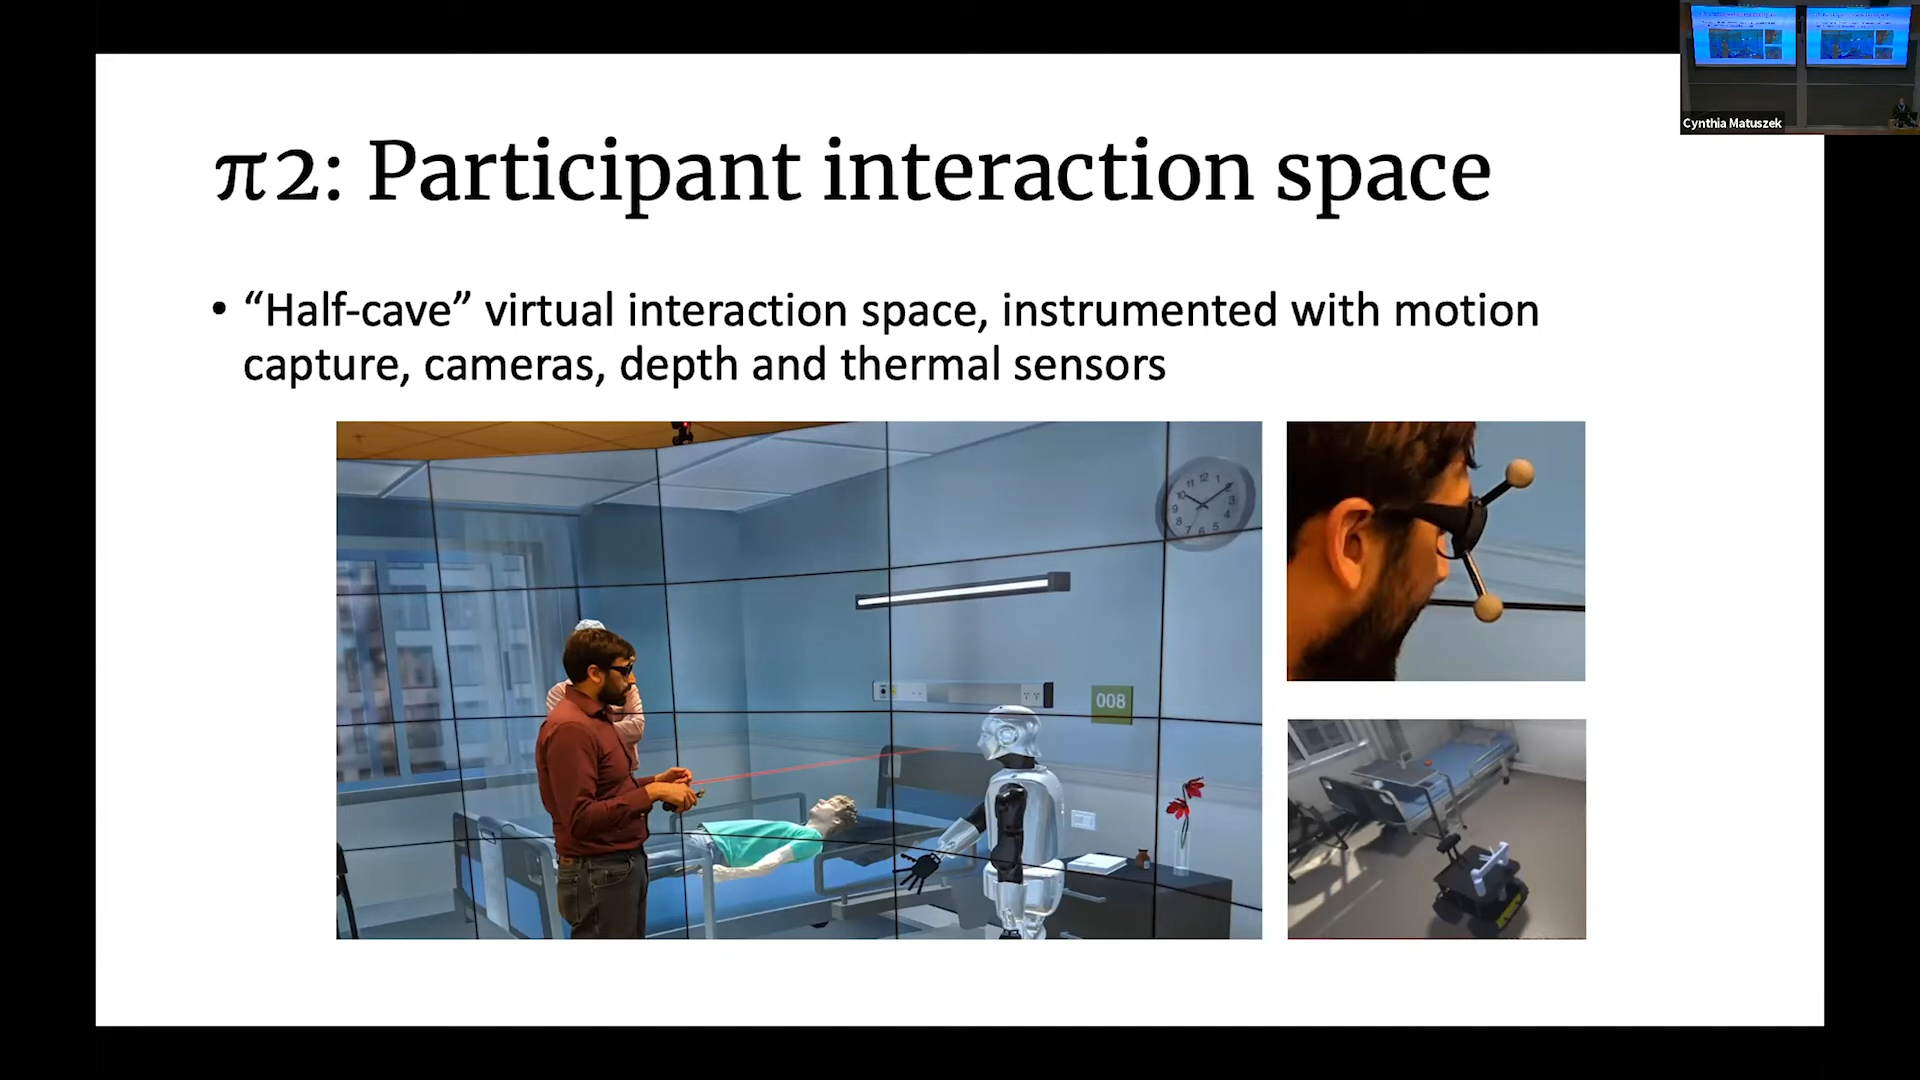 Cynthia Matuszek
π2: Participant interaction space
• “Half-cave” virtual interaction space, instrumented with motion
capture, cameras, depth and thermal sensors
008